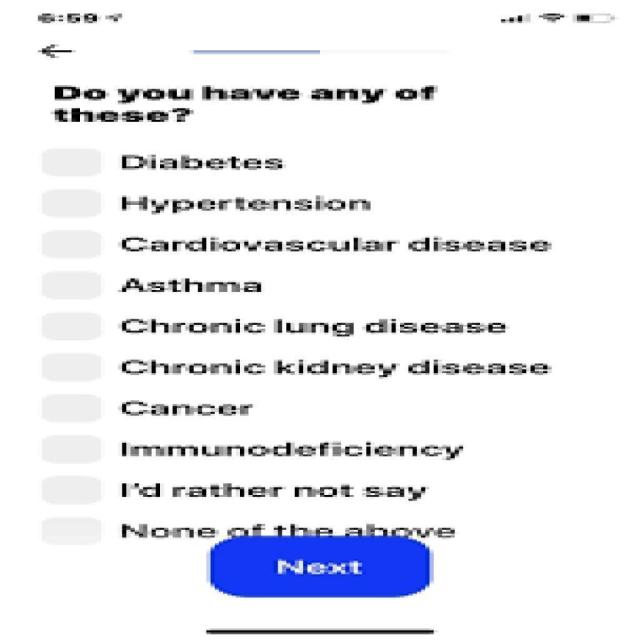 6:59
Do you have any of
these?
Diabetes
Hypertension
Cardiovascular disease
Asthma
Chronic lung disease
Chronic kidney disease
Cancer
Immunodeficiency
I'd rather not say
None of the above
Next